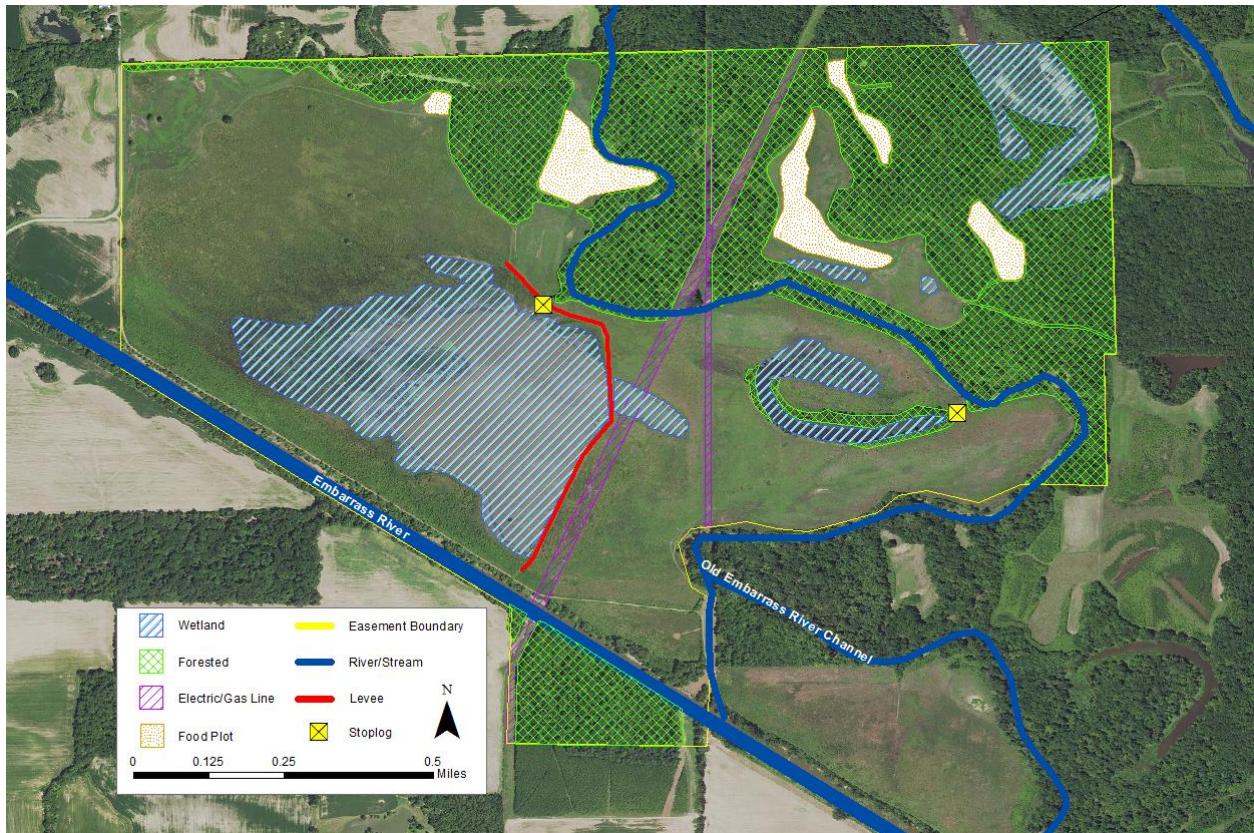 Embarrass River
Old Embarrass River Channel
Wetland
Forested
Electric/Gas Line
Food Plot
Easement Boundary
River/Stream
Levee
Stoplog
N
0 0.125 0.25 0.5
Miles